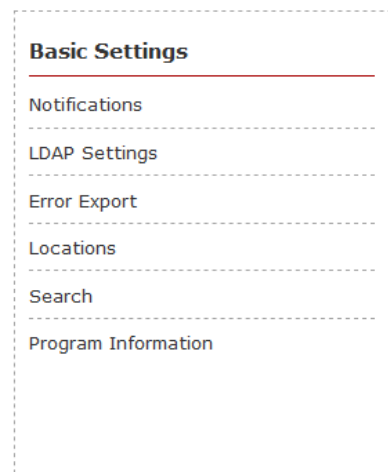 Basic Settings
Notifications
LDAP Settings
Error Export
Locations
Search
Program Information